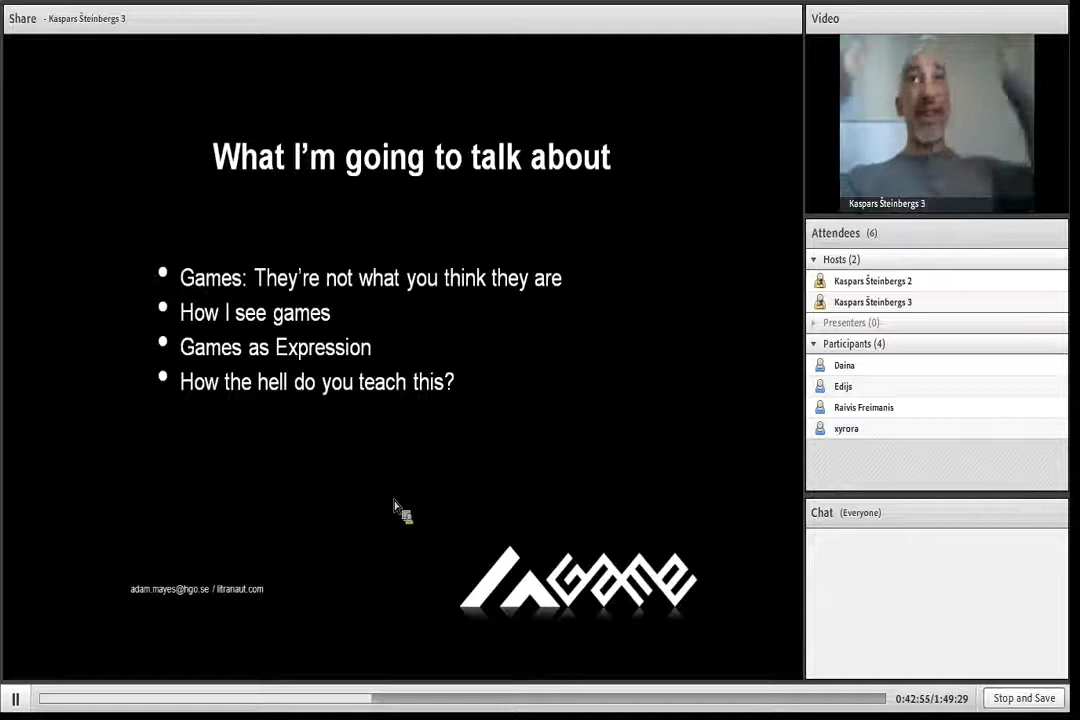 Share - Kaspars Šteinbergs 3
What I'm going to talk about
• Games: They're not what you think they are
• How I see games
• Games as Expression
• How the hell do you teach this?
adam.mayes@hgo.se / litranaut.com
Game
Video
Kaspars Šteinbergs 3
Attendees (6)
Hosts (2)
Kaspars Šteinbergs 2
Kaspars Šteinbergs 3
Presenters (0)
Participants (4)
Daina
Edijs
Raivis Freimanis
xyrora
Chat (Everyone)
0:42:55/1:49:29
Stop and Save